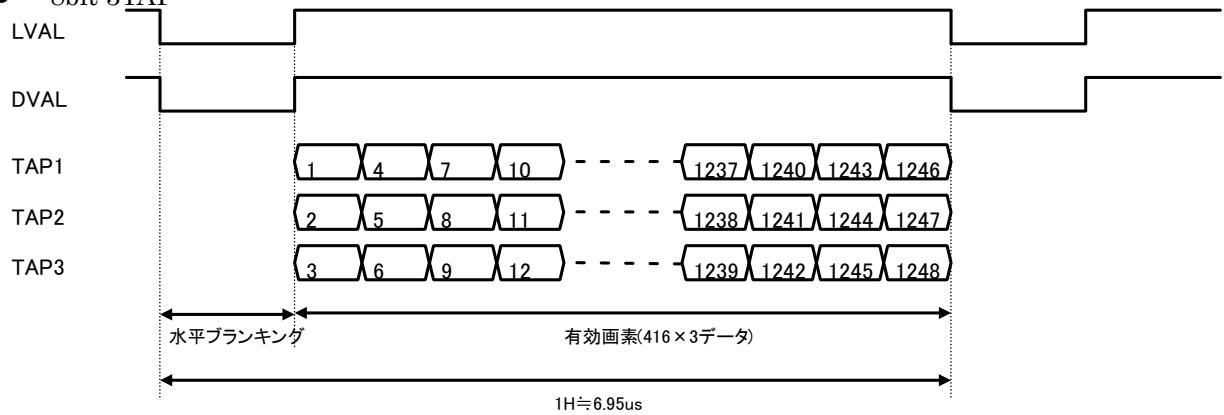 8bit 3TAP
LVAL
DVAL
TAP1 1 4 7 10 1237 1240 1243 1246
TAP2 2 5 8 11 1238 1241 1244 1247
TAP3 3 6 9 12 1239 1242 1245 1248
水平ブランキング 有効画素(416×3データ)
1H≒6.95us